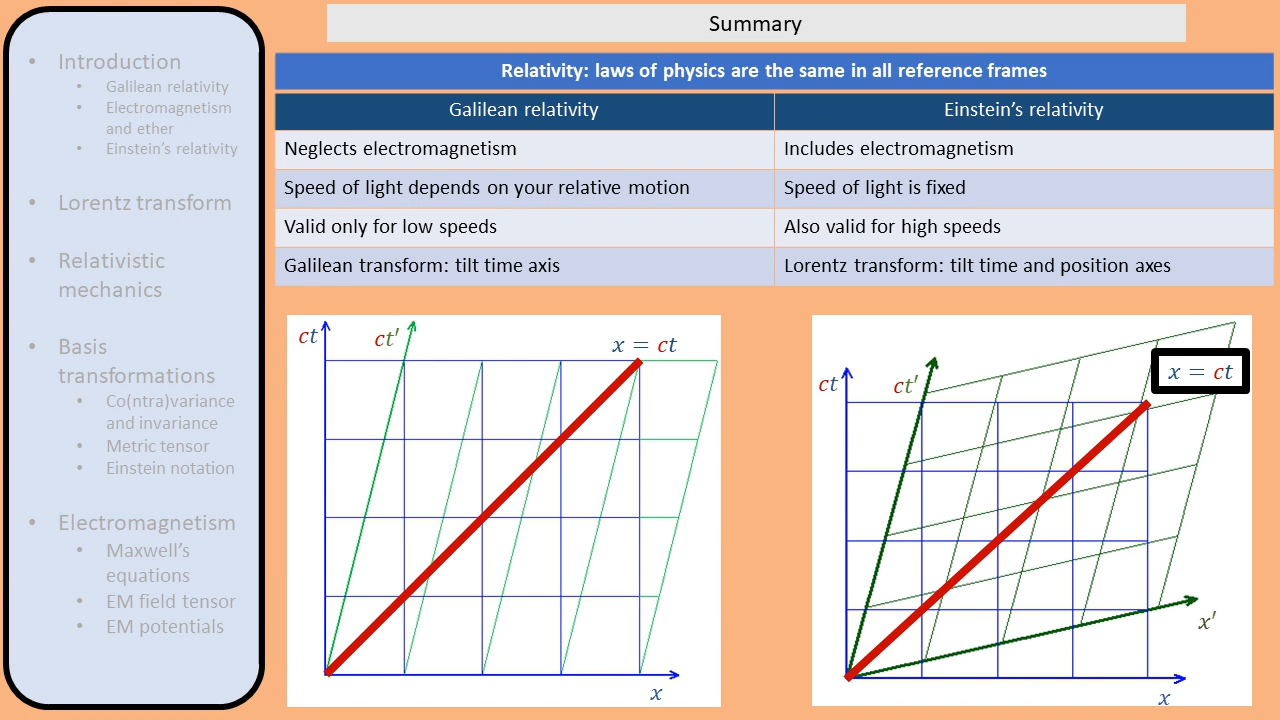 Summary
• Introduction
• Galilean relativity
• Electromagnetism
and ether
• Einstein's relativity
• Lorentz transform
• Relativistic
mechanics
• Basis
transformations
• Co(ntra)variance
and invariance
• Metric tensor
• Einstein notation
• Electromagnetism
• Maxwell's
equations
• EM field tensor
• EM potentials
Relativity: laws of physics are the same in all reference frames
Galilean relativity Einstein's relativity
Neglects electromagnetism Includes electromagnetism
Speed of light depends on your relative motion Speed of light is fixed
Valid only for low speeds Also valid for high speeds
Galilean transform: tilt time axis Lorentz transform: tilt time and position axes
ct ct′ x = ct
x
ct ct′ x = ct
x′
x